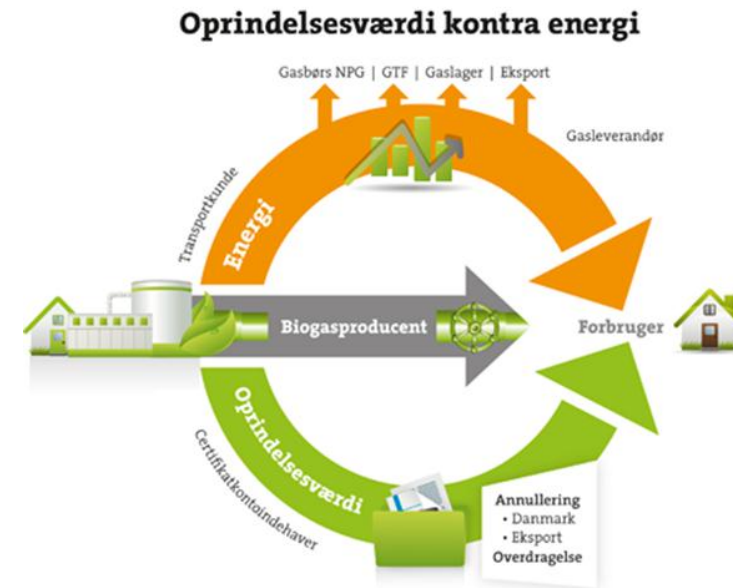 Oprindelsesværdi kontra energi
Gasbørs NPG | GTF | Gaslager | Eksport
Gasleverandør
Transportkunde
Energi
Biogasproducent
Forbruger
Oprindelsesværdi
Certifikatkontoindehaver
Annullering
• Danmark
• Eksport
Overdragelse